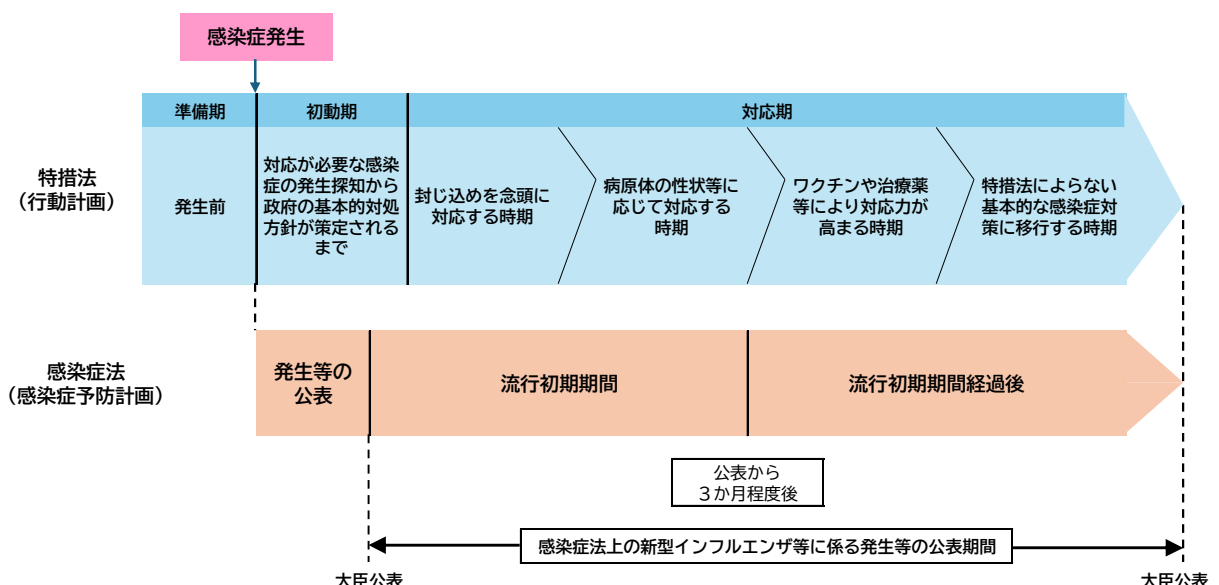 感染症発生
準備期
初動期
対応期
特措法
（行動計画）
発生前
対応が必要な感染
症の発生探知から
政府の基本的対処
方針が策定される
まで
封じ込めを念頭に
対応する時期
病原体の性状等に
応じて対応する
時期
ワクチンや治療薬
等により対応力が
高まる時期
特措法によらない
基本的な感染症対
策に移行する時期
感染症法
（感染症予防計画）
発生等の
公表
流行初期期間
流行初期期間経過後
公表から
３か月程度後
感染症法上の新型インフルエンザ等に係る発生等の公表期間
大臣公表
大臣公表